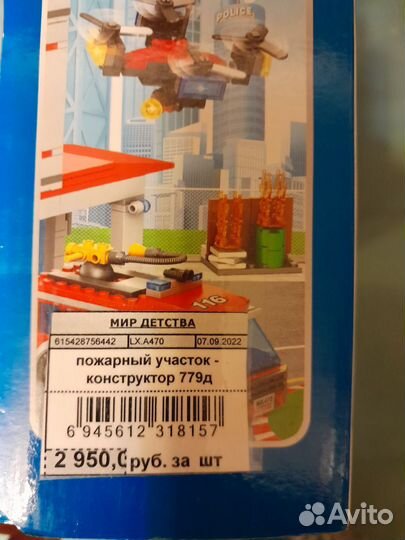 POLICE
116
МИР ДЕТСТВА
615428756442 LX.A470 07.09.2022
пожарный участок -
конструктор 779д
6 945612 318157
2 950, руб. за шт
Avito